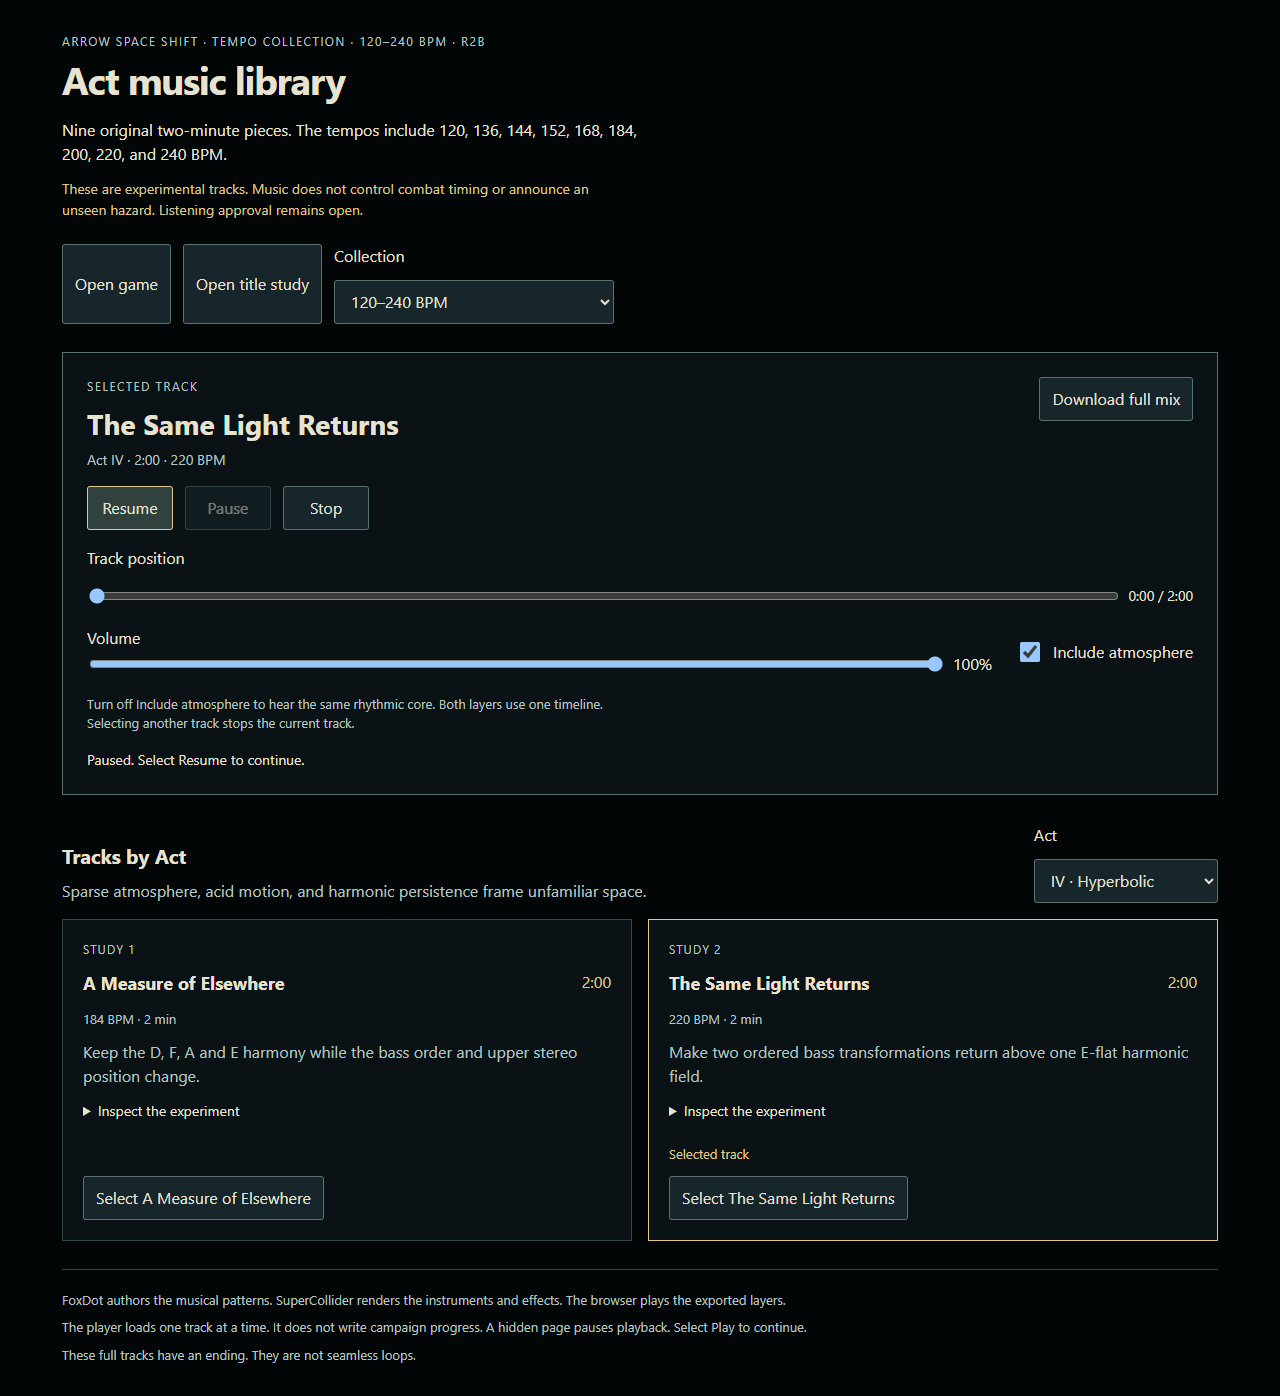 ARROW SPACE SHIFT · TEMPO COLLECTION · 120–240 BPM · R2B
Act music library
Nine original two-minute pieces. The tempos include 120, 136, 144, 152, 168, 184,
200, 220, and 240 BPM.
These are experimental tracks. Music does not control combat timing or announce an
unseen hazard. Listening approval remains open.
Open game
Open title study
Collection
120–240 BPM
SELECTED TRACK
Download full mix
The Same Light Returns
Act IV · 2:00 · 220 BPM
Resume
Pause
Stop
Track position
0:00 / 2:00
Volume
100%
Include atmosphere
Turn off Include atmosphere to hear the same rhythmic core. Both layers use one timeline.
Selecting another track stops the current track.
Paused. Select Resume to continue.
Tracks by Act
Sparse atmosphere, acid motion, and harmonic persistence frame unfamiliar space.
Act
IV · Hyperbolic
STUDY 1
A Measure of Elsewhere
2:00
184 BPM · 2 min
Keep the D, F, A and E harmony while the bass order and upper stereo
position change.
Inspect the experiment
Select A Measure of Elsewhere
STUDY 2
The Same Light Returns
2:00
220 BPM · 2 min
Make two ordered bass transformations return above one E-flat harmonic
field.
Inspect the experiment
Selected track
Select The Same Light Returns
FoxDot authors the musical patterns. SuperCollider renders the instruments and effects. The browser plays the exported layers.
The player loads one track at a time. It does not write campaign progress. A hidden page pauses playback. Select Play to continue.
These full tracks have an ending. They are not seamless loops.